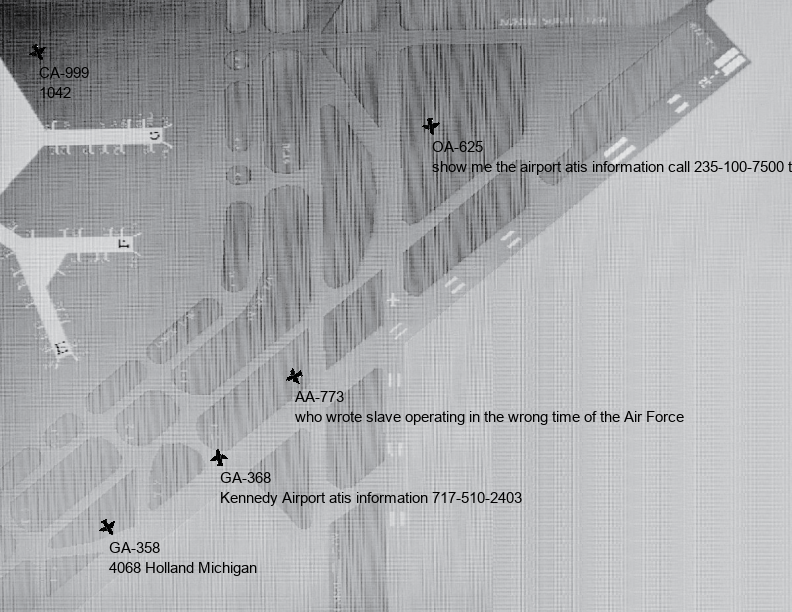 CA-999
1042
OA-625
show me the airport atis information call 235-100-7500 t
AA-773
who wrote slave operating in the wrong time of the Air Force
GA-368
Kennedy Airport atis information 717-510-2403
GA-358
4068 Holland Michigan